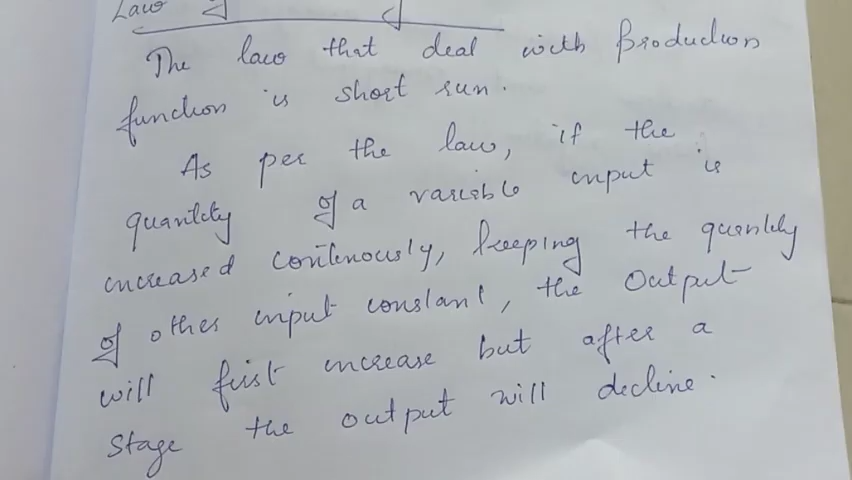 Law
The law that deal with Production
function is short run.
As per the law, if the
quantity of a variable input is
increased contenously, keeping the quantity
of other input constant, the output
will first increase but after a
stage the output will decline.